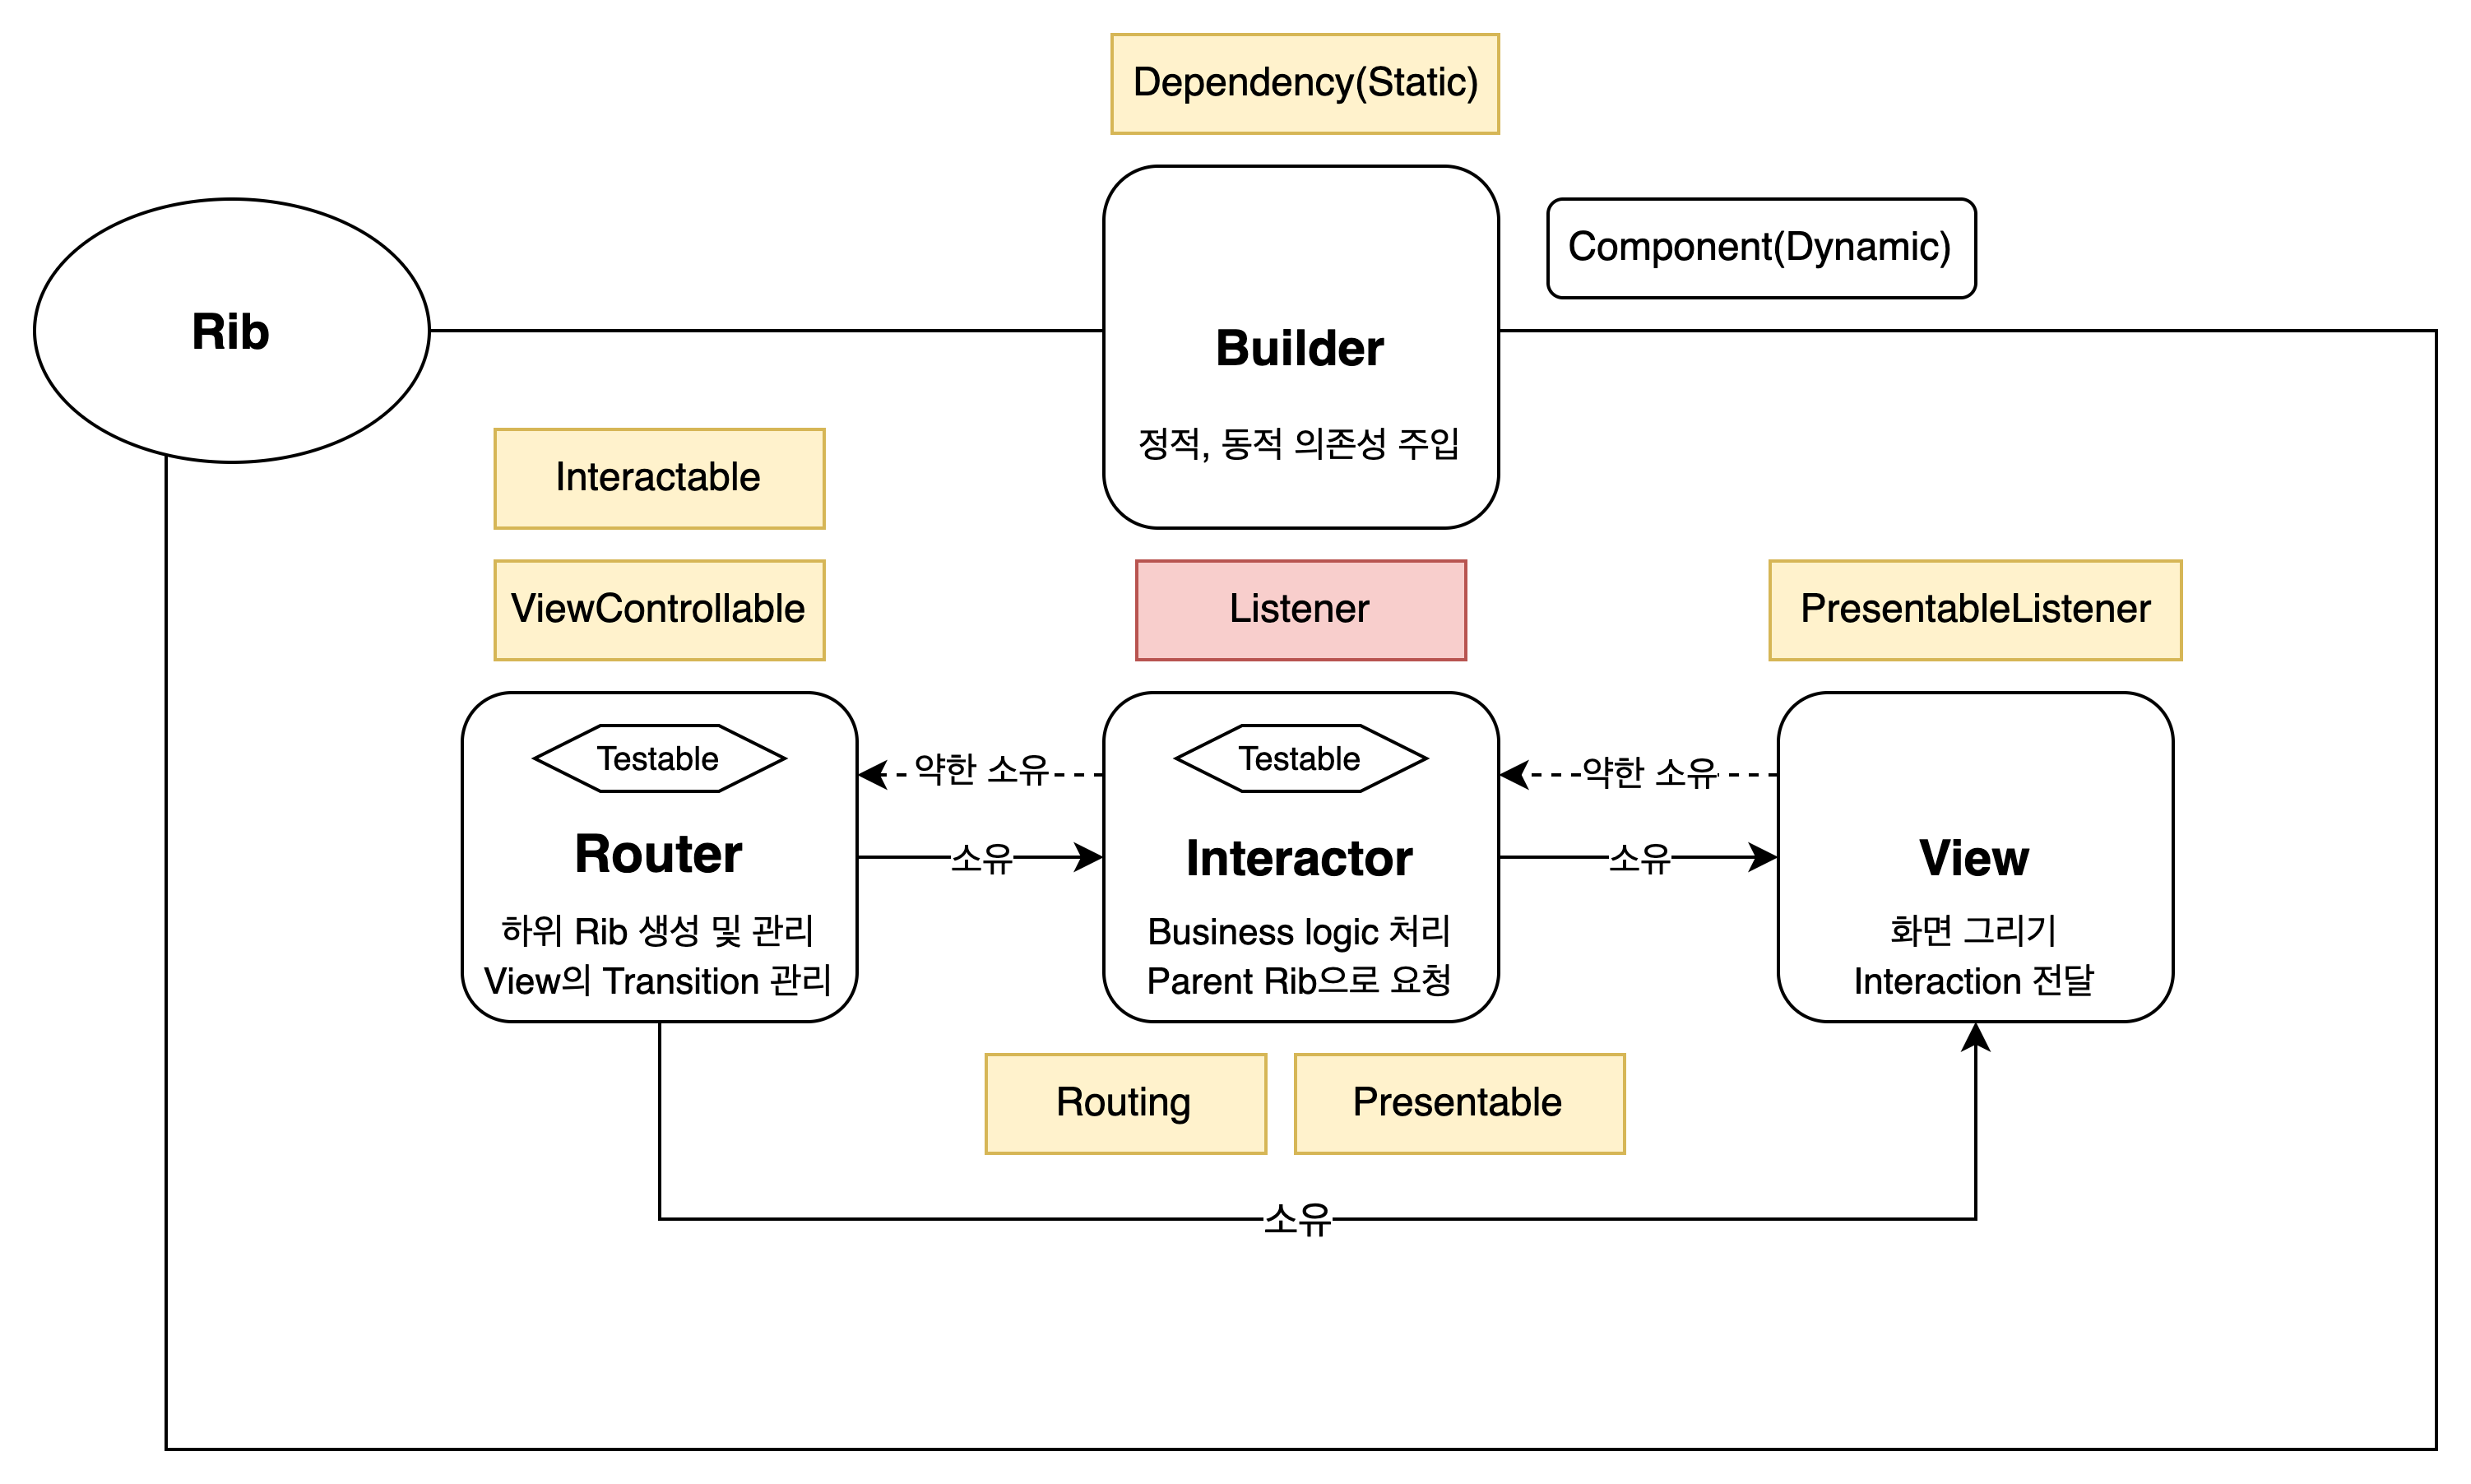 Dependency(Static)
Component(Dynamic)
Rib
Builder
정적, 동적 의존성 주입
Interactable
ViewControllable
Listener
PresentableListener
Testable
약한 소유
Testable
약한 소유
Router
소유
Interactor
소유
View
하위 Rib 생성 및 관리
View의 Transition 관리
Business logic 처리
Parent Rib으로 요청
화면 그리기
Interaction 전달
Routing
Presentable
소유